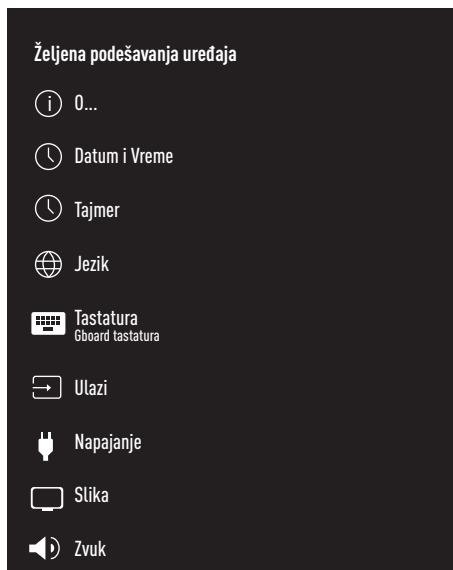 Željena podešavanja uređaja
O...
Datum i Vreme
Tajmer
Jezik
Tastatura
Gboard tastatura
Ulazi
Napajanje
Slika
Zvuk